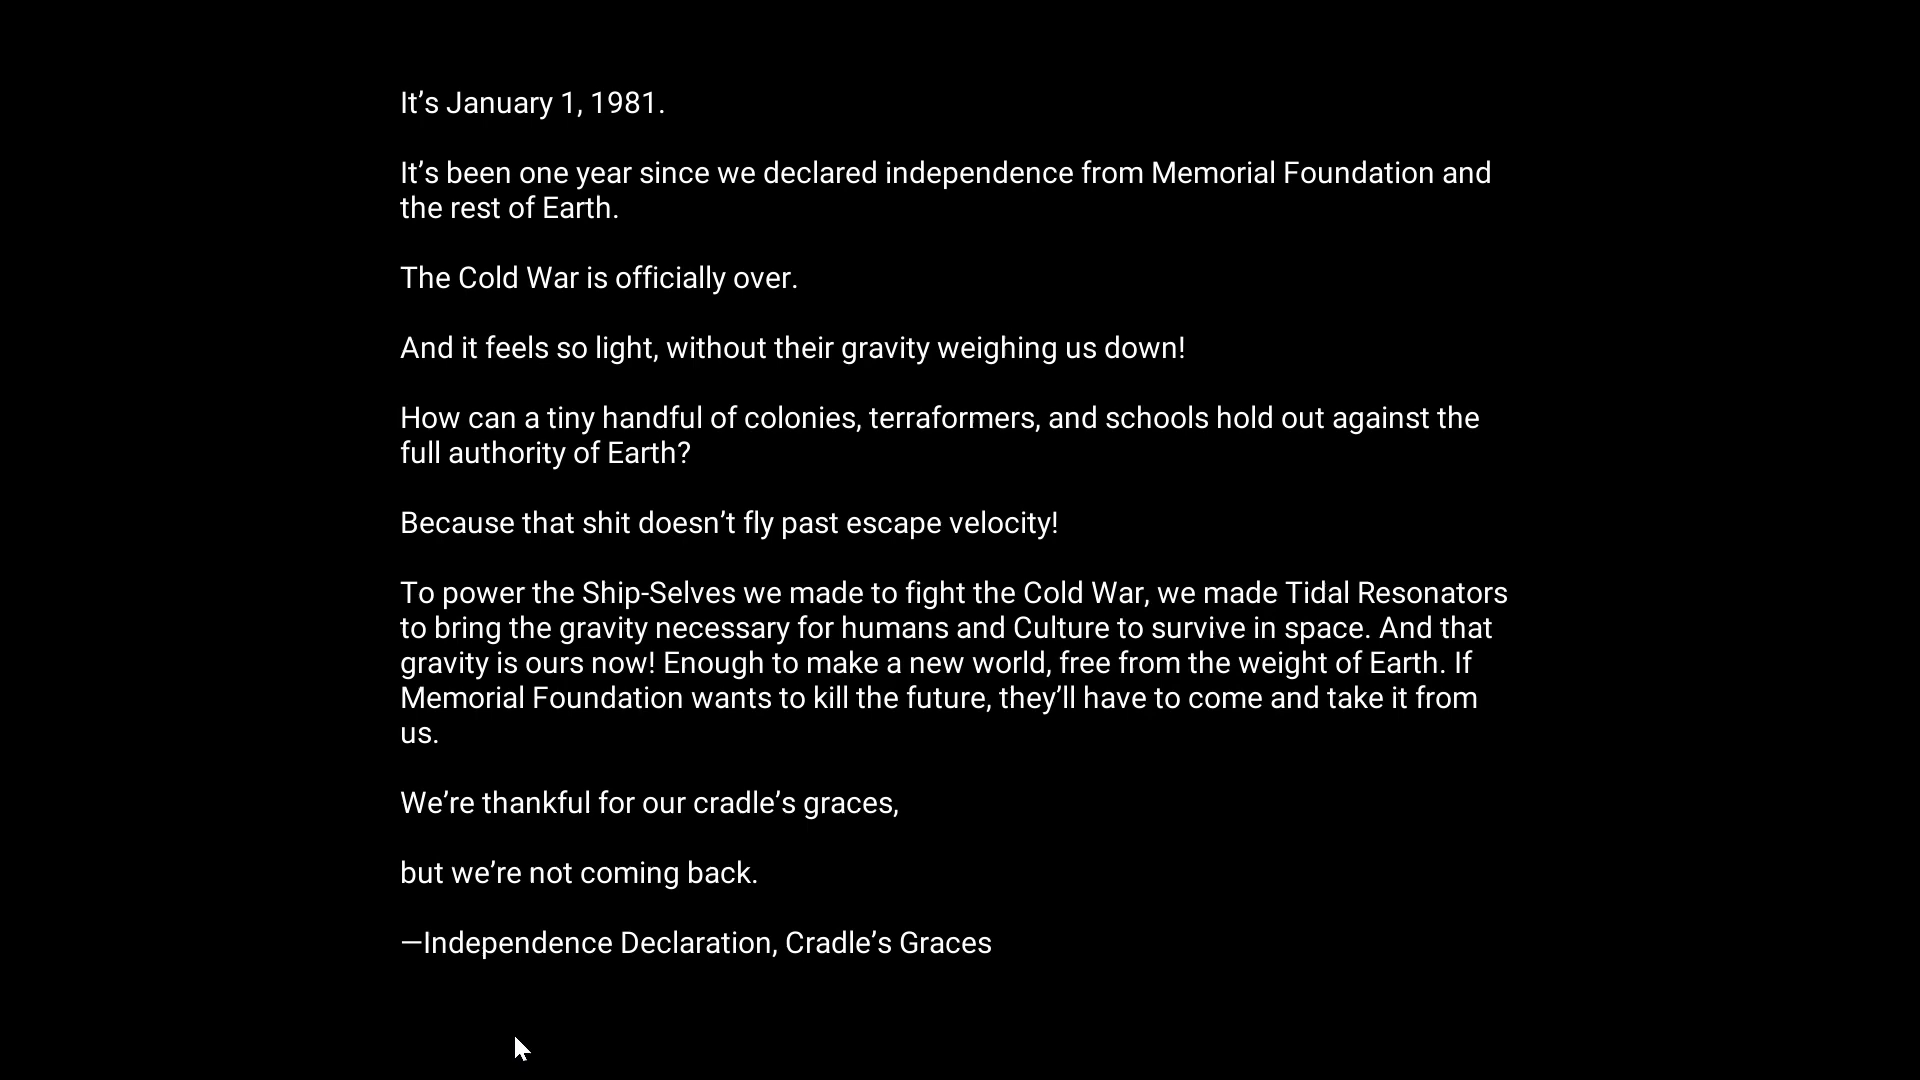 It’s January 1, 1981.
It’s been one year since we declared independence from Memorial Foundation and
the rest of Earth.
The Cold War is officially over.
And it feels so light, without their gravity weighing us down!
How can a tiny handful of colonies, terraformers, and schools hold out against the
full authority of Earth?
Because that shit doesn’t fly past escape velocity!
To power the Ship-Selves we made to fight the Cold War, we made Tidal Resonators
to bring the gravity necessary for humans and Culture to survive in space. And that
gravity is ours now! Enough to make a new world, free from the weight of Earth. If
Memorial Foundation wants to kill the future, they’ll have to come and take it from
us.
We’re thankful for our cradle’s graces,
but we’re not coming back.
—Independence Declaration, Cradle’s Graces